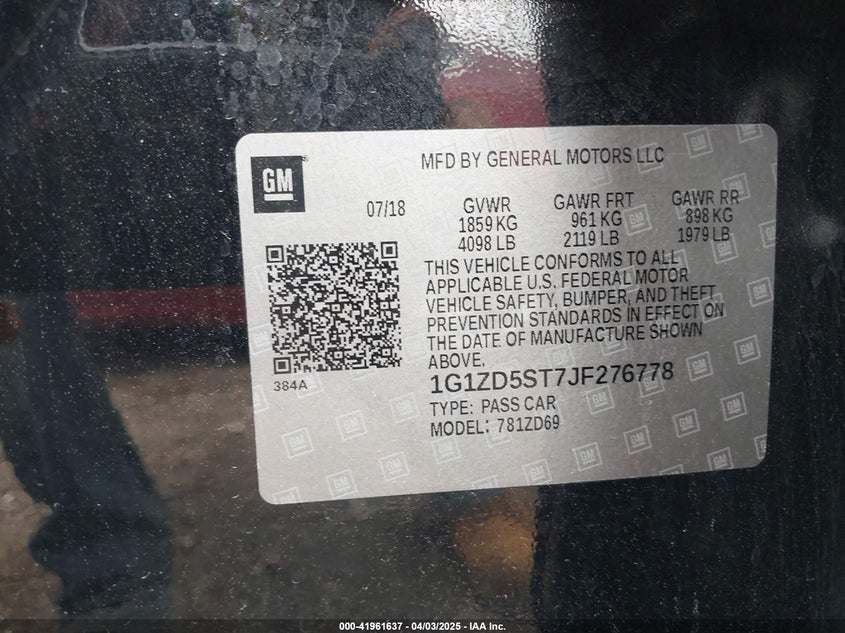 GM
MFD BY GENERAL MOTORS LLC
07/18
GVWR
1859 KG
4098 LB
GAWR FRT
961 KG
2119 LB
GAWR RR
898 KG
1979 LB
THIS VEHICLE CONFORMS TO ALL
APPLICABLE U.S. FEDERAL MOTOR
VEHICLE SAFETY, BUMPER, AND THEFT
PREVENTION STANDARDS IN EFFECT ON
THE DATE OF MANUFACTURE SHOWN
ABOVE.
384A
1G1ZD5ST7JF276778
TYPE: PASS CAR
MODEL: 781ZD69
000-41961637 - 04/03/2025 - IAA Inc.